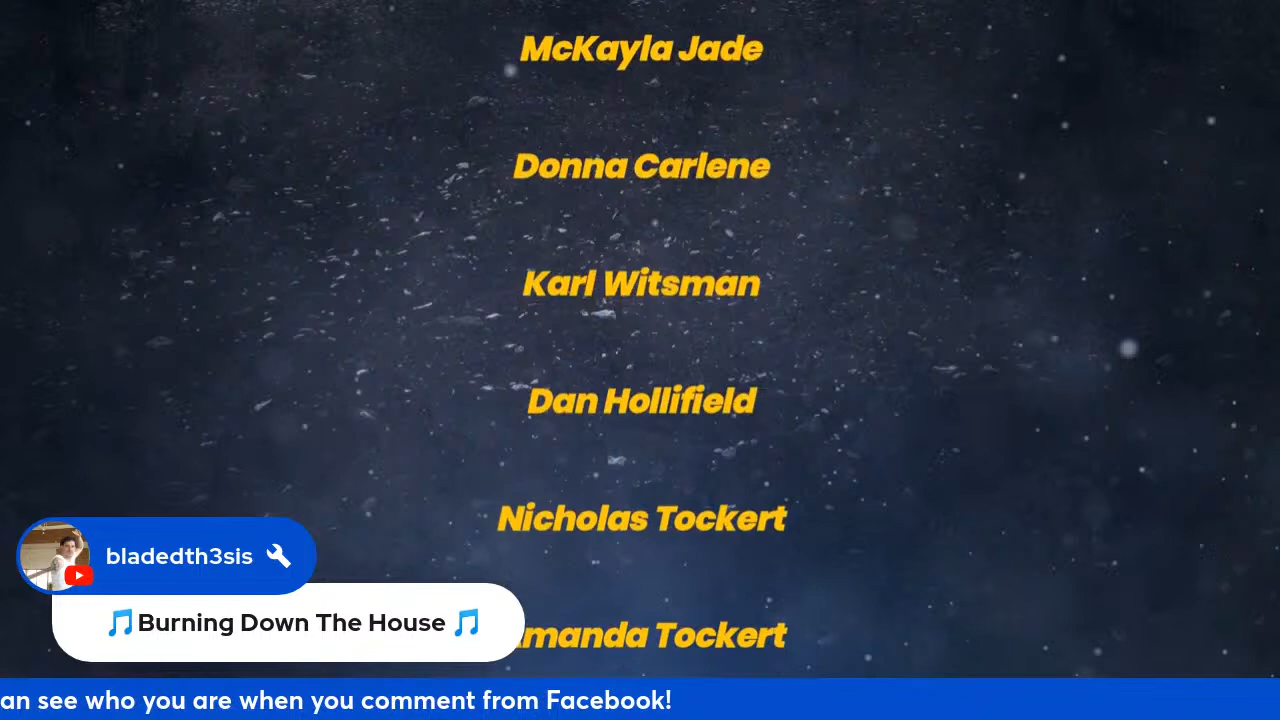 McKayla Jade
Donna Carlene
Karl Witsman
Dan Hollifield
Nicholas Tockert
bladedth3sis
🎵Burning Down The House 🎵
manda Tockert
an see who you are when you comment from Facebook!